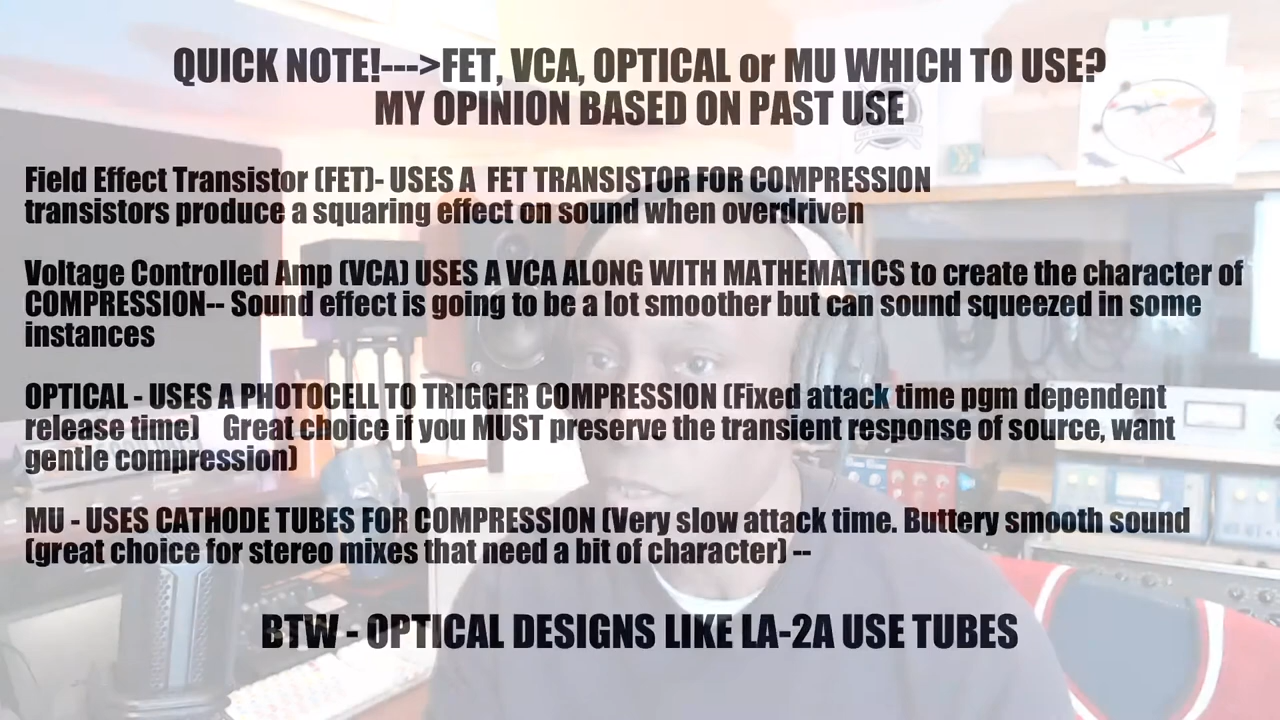 QUICK NOTE!--->FET, VCA, OPTICAL or MU WHICH TO USE?
MY OPINION BASED ON PAST USE
Field Effect Transistor (FET)- USES A  FET TRANSISTOR FOR COMPRESSION
transistors produce a squaring effect on sound when overdriven
Voltage Controlled Amp (VCA) USES A VCA ALONG WITH MATHEMATICS to create the character of
COMPRESSION-- Sound effect is going to be a lot smoother but can sound squeezed in some
instances
OPTICAL - USES A PHOTOCELL TO TRIGGER COMPRESSION (Fixed attack time pgm dependent
release time)   Great choice if you MUST preserve the transient response of source, want
gentle compression)
MU - USES CATHODE TUBES FOR COMPRESSION (Very slow attack time. Buttery smooth sound
(great choice for stereo mixes that need a bit of character) --
BTW - OPTICAL DESIGNS LIKE LA-2A USE TUBES